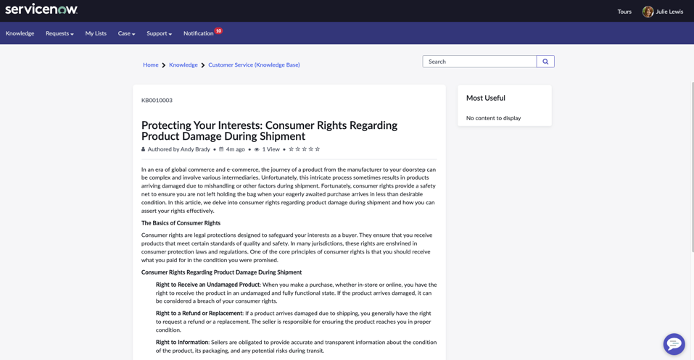 servicenow
Tours Julie Lewis
Knowledge Requests My Lists Case Support Notification 10
Home Knowledge Customer Service (Knowledge Base)
Search
KB0010003
Protecting Your Interests: Consumer Rights Regarding
Product Damage During Shipment
Authored by Andy Brady • 4m ago • 1 View •
In an era of global commerce and e-commerce, the journey of a product from the manufacturer to your doorstep can
be complex and involve various intermediaries. Unfortunately, this intricate process sometimes results in products
arriving damaged due to mishandling or other factors during shipment. Fortunately, consumer rights provide a safety
net to ensure you are not left holding the bag when your eagerly awaited purchase arrives in less than desirable
condition. In this article, we delve into consumer rights regarding product damage during shipment and how you can
assert your rights effectively.
The Basics of Consumer Rights
Consumer rights are legal protections designed to safeguard your interests as a buyer. They ensure that you receive
products that meet certain standards of quality and safety. In many jurisdictions, these rights are enshrined in
consumer protection laws and regulations. One of the core principles of consumer rights is that you should receive
what you paid for in the condition you were promised.
Consumer Rights Regarding Product Damage During Shipment
Right to Receive an Undamaged Product: When you make a purchase, whether in-store or online, you have the
right to receive the product in an undamaged and fully functional state. If the product arrives damaged, it can
be considered a breach of your consumer rights.
Right to a Refund or Replacement: If a product arrives damaged due to shipping, you generally have the right
to request a refund or a replacement. The seller is responsible for ensuring the product reaches you in proper
condition.
Right to Information: Sellers are obligated to provide accurate and transparent information about the condition
of the product, its packaging, and any potential risks during transit.
Most Useful
No content to display